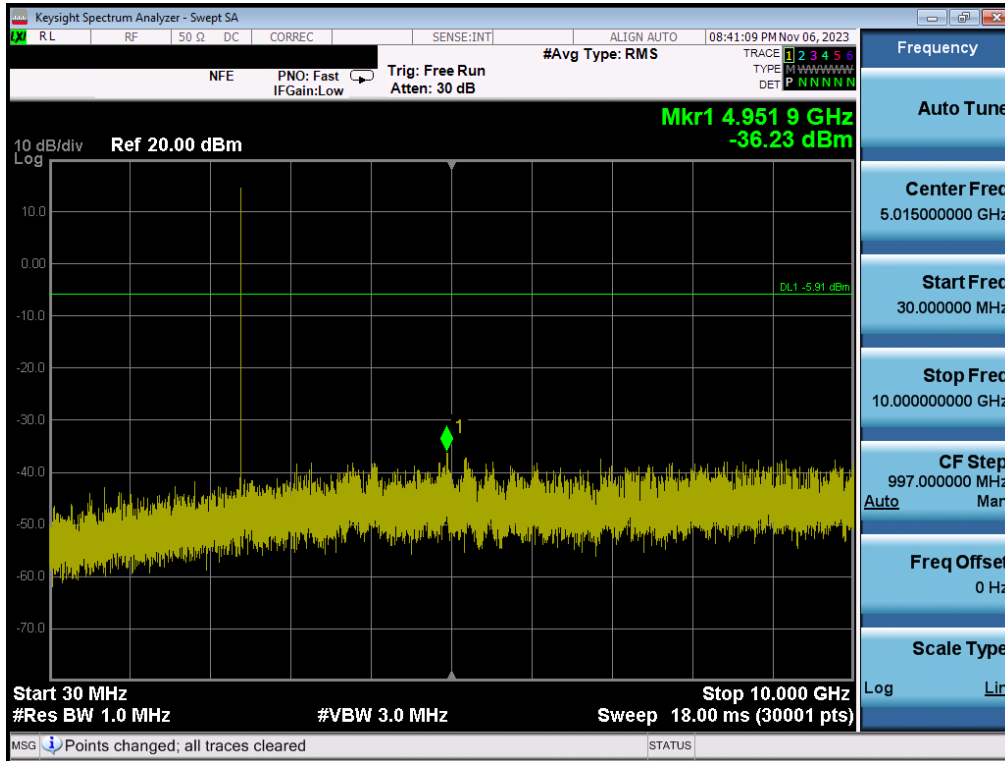 Keysight Spectrum Analyzer - Swept SA
LXI RL RF 50 Ω DC CORREC SENSE:INT ALIGN AUTO 08:41:09 PM Nov 06, 2023
NFE PNO: Fast Trig: Free Run #Avg Type: RMS TRACE 1 2 3 4 5 6
IFGain:Low Atten: 30 dB TYPE M WWWWW
DET P N N N N N
Mkr1 4.951 9 GHz
-36.23 dBm
10 dB/div Ref 20.00 dBm
Log
10.0
0.00
DL1 -5.91 dBm
-10.0
-20.0
-30.0
1
-40.0
-50.0
-60.0
-70.0
Start 30 MHz Stop 10.000 GHz
#Res BW 1.0 MHz #VBW 3.0 MHz Sweep 18.00 ms (30001 pts)
MSG Points changed; all traces cleared STATUS
Frequency
Auto Tune
Center Freq
5.015000000 GHz
Start Freq
30.000000 MHz
Stop Freq
10.000000000 GHz
CF Step
997.000000 MHz
Auto Man
Freq Offset
0 Hz
Scale Type
Log Lin